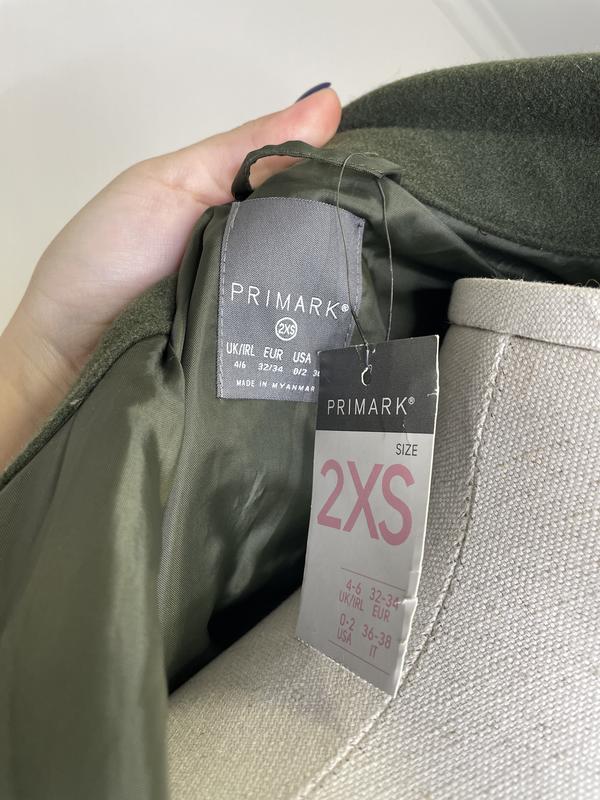 PRIMARK®
2XS
UK/IRL EUR USA
4/6 32/34 0/2
MADE IN MYANMAR
PRIMARK®
SIZE
2XS
4-6 32-34
UK/IRL EUR
0-2 36-38
USA IT